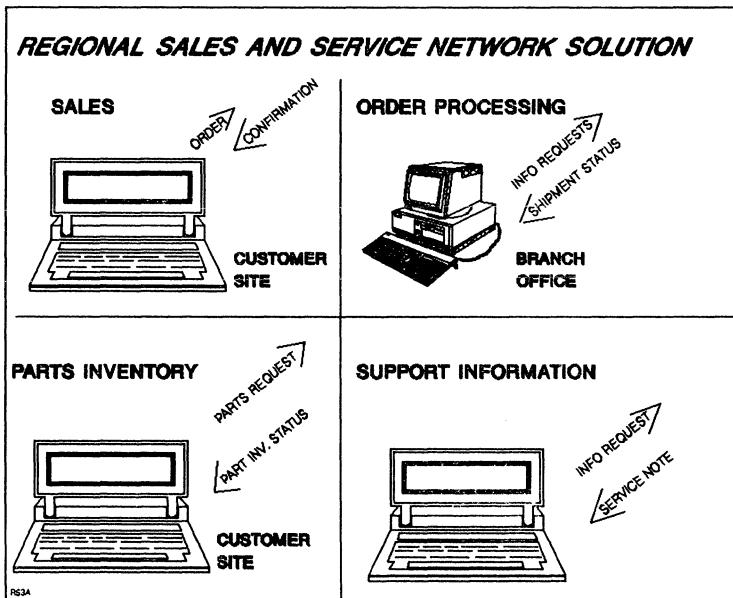 REGIONAL SALES AND SERVICE NETWORK SOLUTION
SALES
ORDER
CONFIRMATION
CUSTOMER
SITE
ORDER PROCESSING
INFO REQUESTS
SHIPMENT STATUS
BRANCH
OFFICE
PARTS INVENTORY
PARTS REQUEST
PART INV. STATUS
CUSTOMER
SITE
SUPPORT INFORMATION
INFO REQUEST
SERVICE NOTE
RS3A